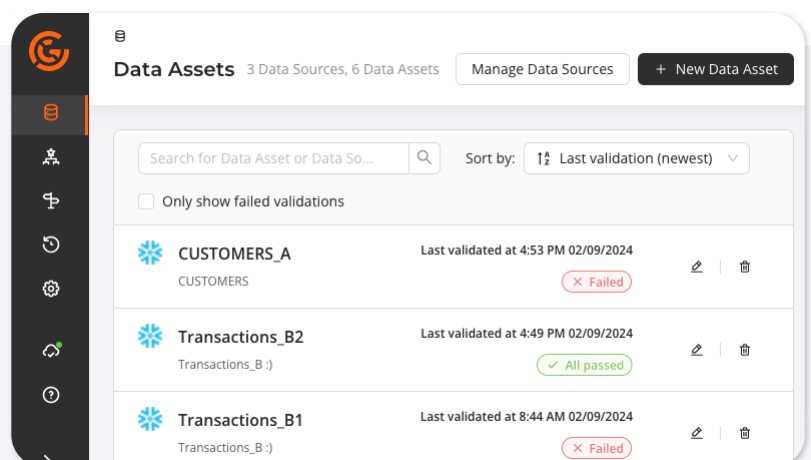 Data Assets 3 Data Sources, 6 Data Assets Manage Data Sources + New Data Asset
Search for Data Asset or Data So... Sort by: Last validation (newest)
Only show failed validations
CUSTOMERS_A Last validated at 4:53 PM 02/09/2024
CUSTOMERS Failed
Transactions_B2 Last validated at 4:49 PM 02/09/2024
Transactions_B :) All passed
Transactions_B1 Last validated at 8:44 AM 02/09/2024
Transactions_B :) Failed